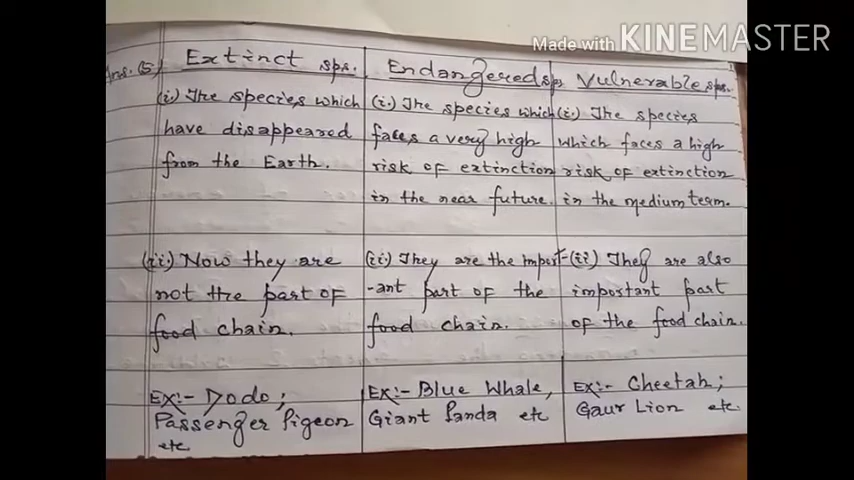 Made with KINEMASTER
Ans.(5)
Extinct sps.
(i.) The species which
have disappeared
from the Earth.
(ii.) Now they are
not the part of
food chain.
Ex:- Dodo;
Passenger Pigeon
etc
Endangered sps
(i.) The species which
faces a very high
risk of extinction
in the near future.
(ii) They are the import-
-ant part of the
food chain.
Ex:- Blue Whale,
Giant Panda etc
Vulnerable sps.
(i.) The species
which faces a high
risk of extinction
in the medium team.
(ii) They are also
important part
of the food chain.
Ex:- Cheetah;
Gaur Lion etc.